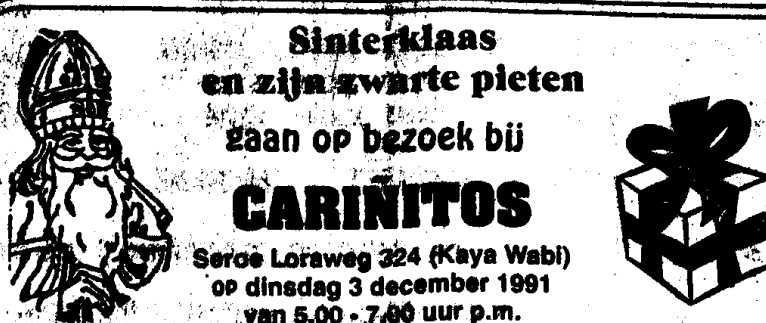 Sinterklaas
en zijn zwarte pieten
gaan op bezoek bij
CARIÑITOS
Seroe Loraweg 324 (Kaya Wabi)
op dinsdag 3 december 1991
van 5.00 - 7.00 uur p.m.